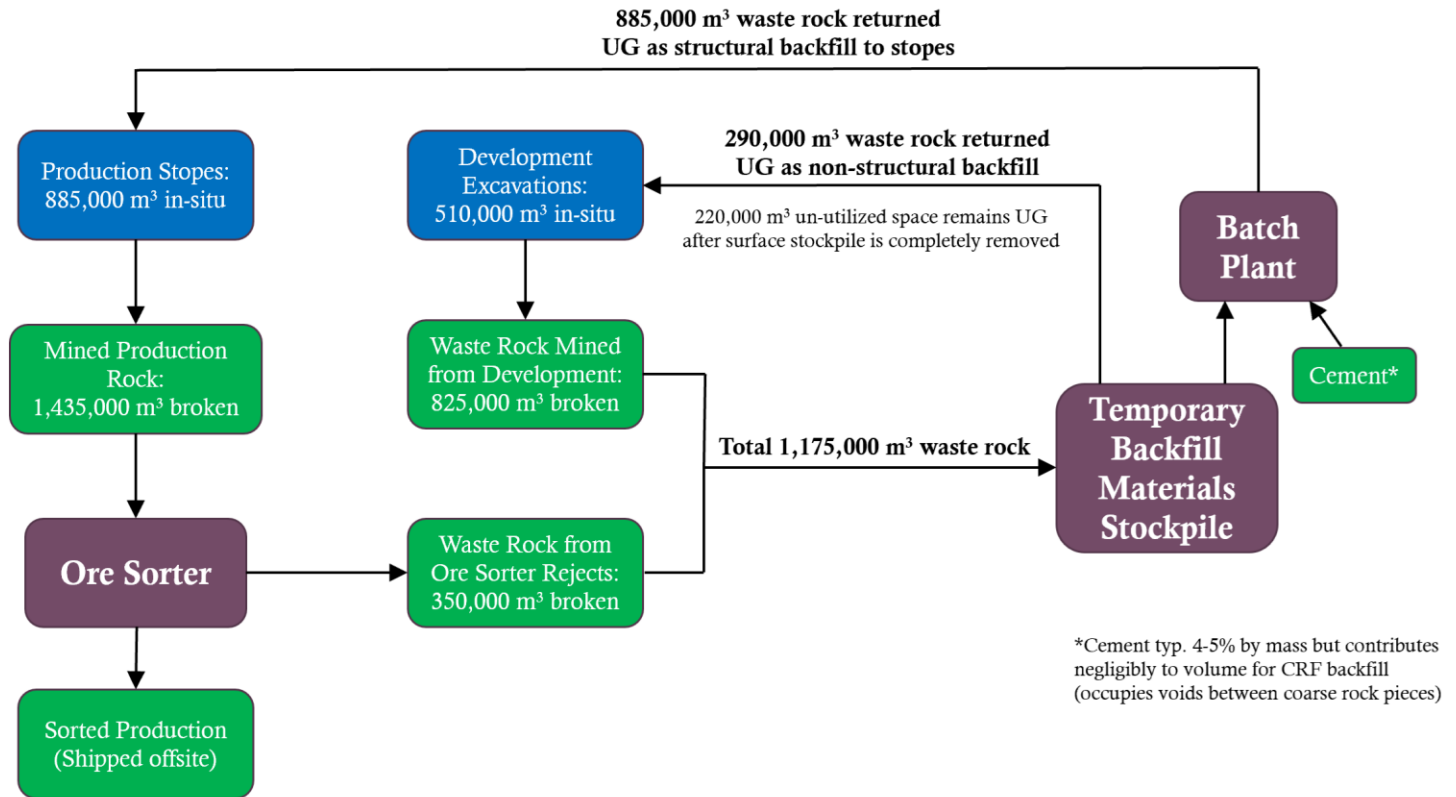 885,000 m³ waste rock returned
UG as structural backfill to stopes
Production Stopes:
885,000 m³ in-situ
Development
Excavations:
510,000 m³ in-situ
290,000 m³ waste rock returned
UG as non-structural backfill
220,000 m³ un-utilized space remains UG
after surface stockpile is completely removed
Batch
Plant
Mined Production
Rock:
1,435,000 m³ broken
Waste Rock Mined
from Development:
825,000 m³ broken
Cement*
Total 1,175,000 m³ waste rock
Temporary
Backfill
Materials
Stockpile
Ore Sorter
Waste Rock from
Ore Sorter Rejects:
350,000 m³ broken
*Cement typ. 4-5% by mass but contributes
negligibly to volume for CRF backfill
(occupies voids between coarse rock pieces)
Sorted Production
(Shipped offsite)